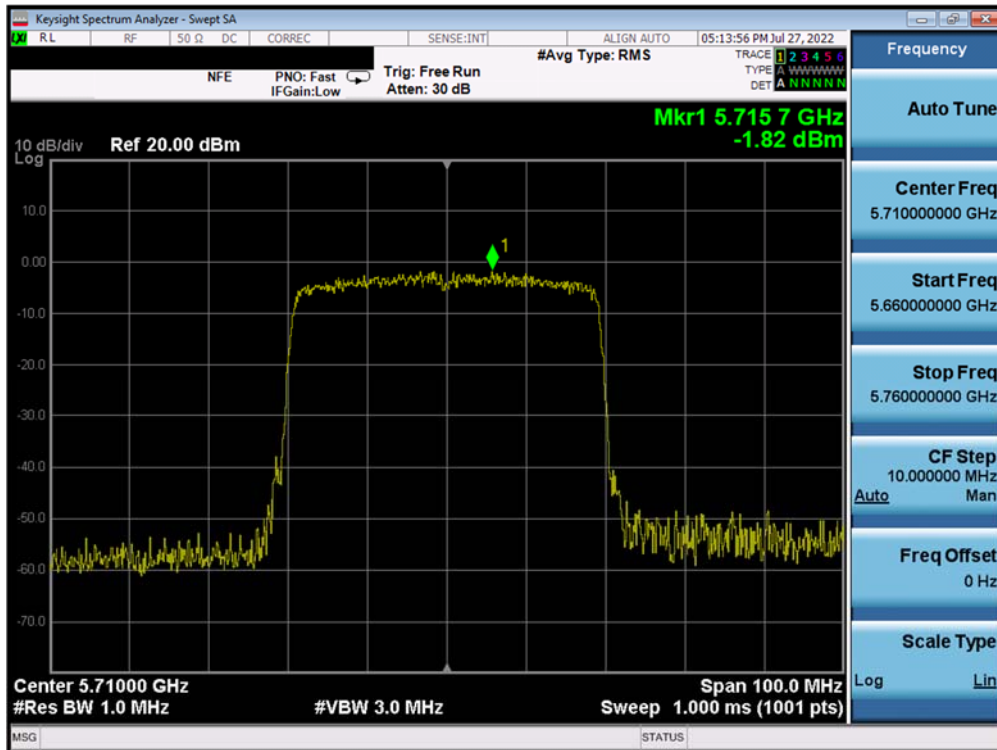 Keysight Spectrum Analyzer - Swept SA
LXI RL RF 50 Ω DC CORREC SENSE:INT ALIGN AUTO 05:13:56 PM Jul 27, 2022
NFE
PNO: Fast
IFGain:Low
Trig: Free Run
Atten: 30 dB
#Avg Type: RMS
TRACE 1 2 3 4 5 6
TYPE A WWWWW
DET A N N N N N
Mkr1 5.715 7 GHz
-1.82 dBm
10 dB/div
Log
Ref 20.00 dBm
1
10.0
0.00
-10.0
-20.0
-30.0
-40.0
-50.0
-60.0
-70.0
Center 5.71000 GHz
Span 100.0 MHz
#Res BW 1.0 MHz
#VBW 3.0 MHz
Sweep 1.000 ms (1001 pts)
MSG
STATUS
Frequency
Auto Tune
Center Freq
5.710000000 GHz
Start Freq
5.660000000 GHz
Stop Freq
5.760000000 GHz
CF Step
10.000000 MHz
Auto Man
Freq Offset
0 Hz
Scale Type
Log Lin